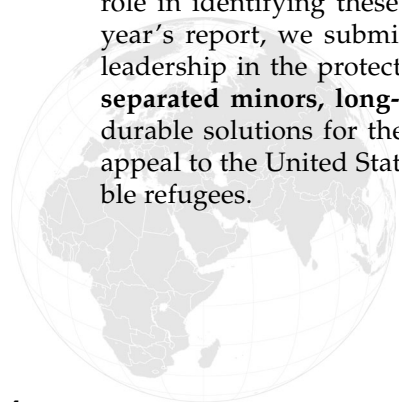 role in identifying these
year's report, we submi
leadership in the protect
separated minors, long-
durable solutions for the
appeal to the United Stat
ble refugees.